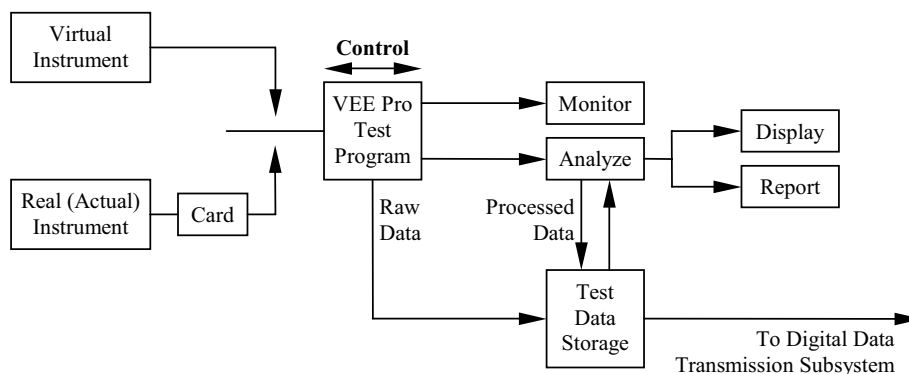 Virtual
Instrument
Control
VEE Pro
Test
Program
Monitor
Analyze
Display
Report
Real (Actual)
Instrument
Card
Raw
Data
Processed
Data
Test
Data
Storage
To Digital Data
Transmission Subsystem